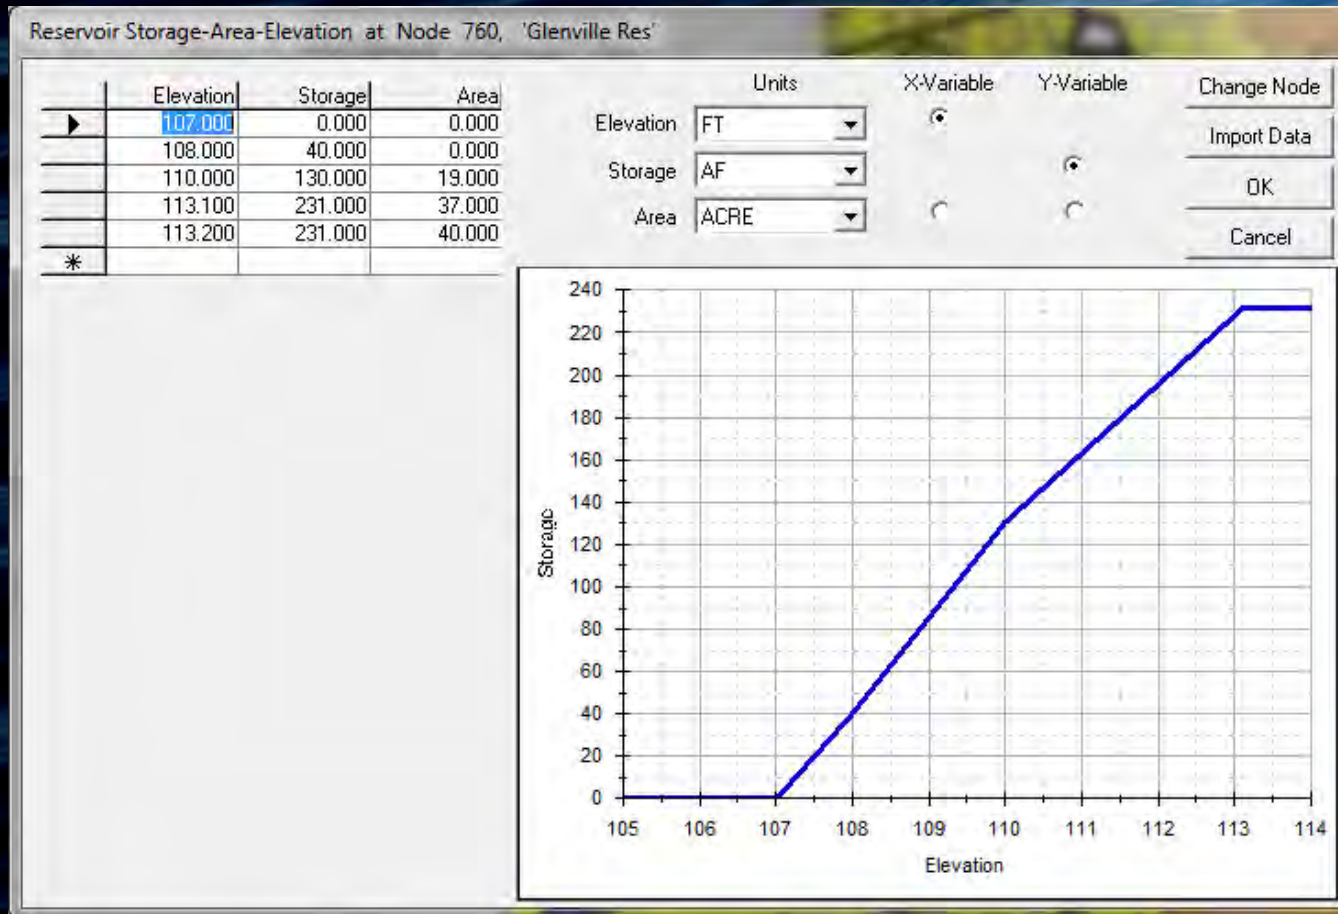 Reservoir Storage-Area-Elevation at Node 760, 'Glenville Res'
Elevation Storage Area
107.000 0.000 0.000
108.000 40.000 0.000
110.000 130.000 19.000
113.100 231.000 37.000
113.200 231.000 40.000
Units X-Variable Y-Variable
Elevation FT
Storage AF
Area ACRE
Change Node
Import Data
OK
Cancel
240
220
200
180
160
140
120
100
80
60
40
20
0
Storage
105 106 107 108 109 110 111 112 113 114
Elevation